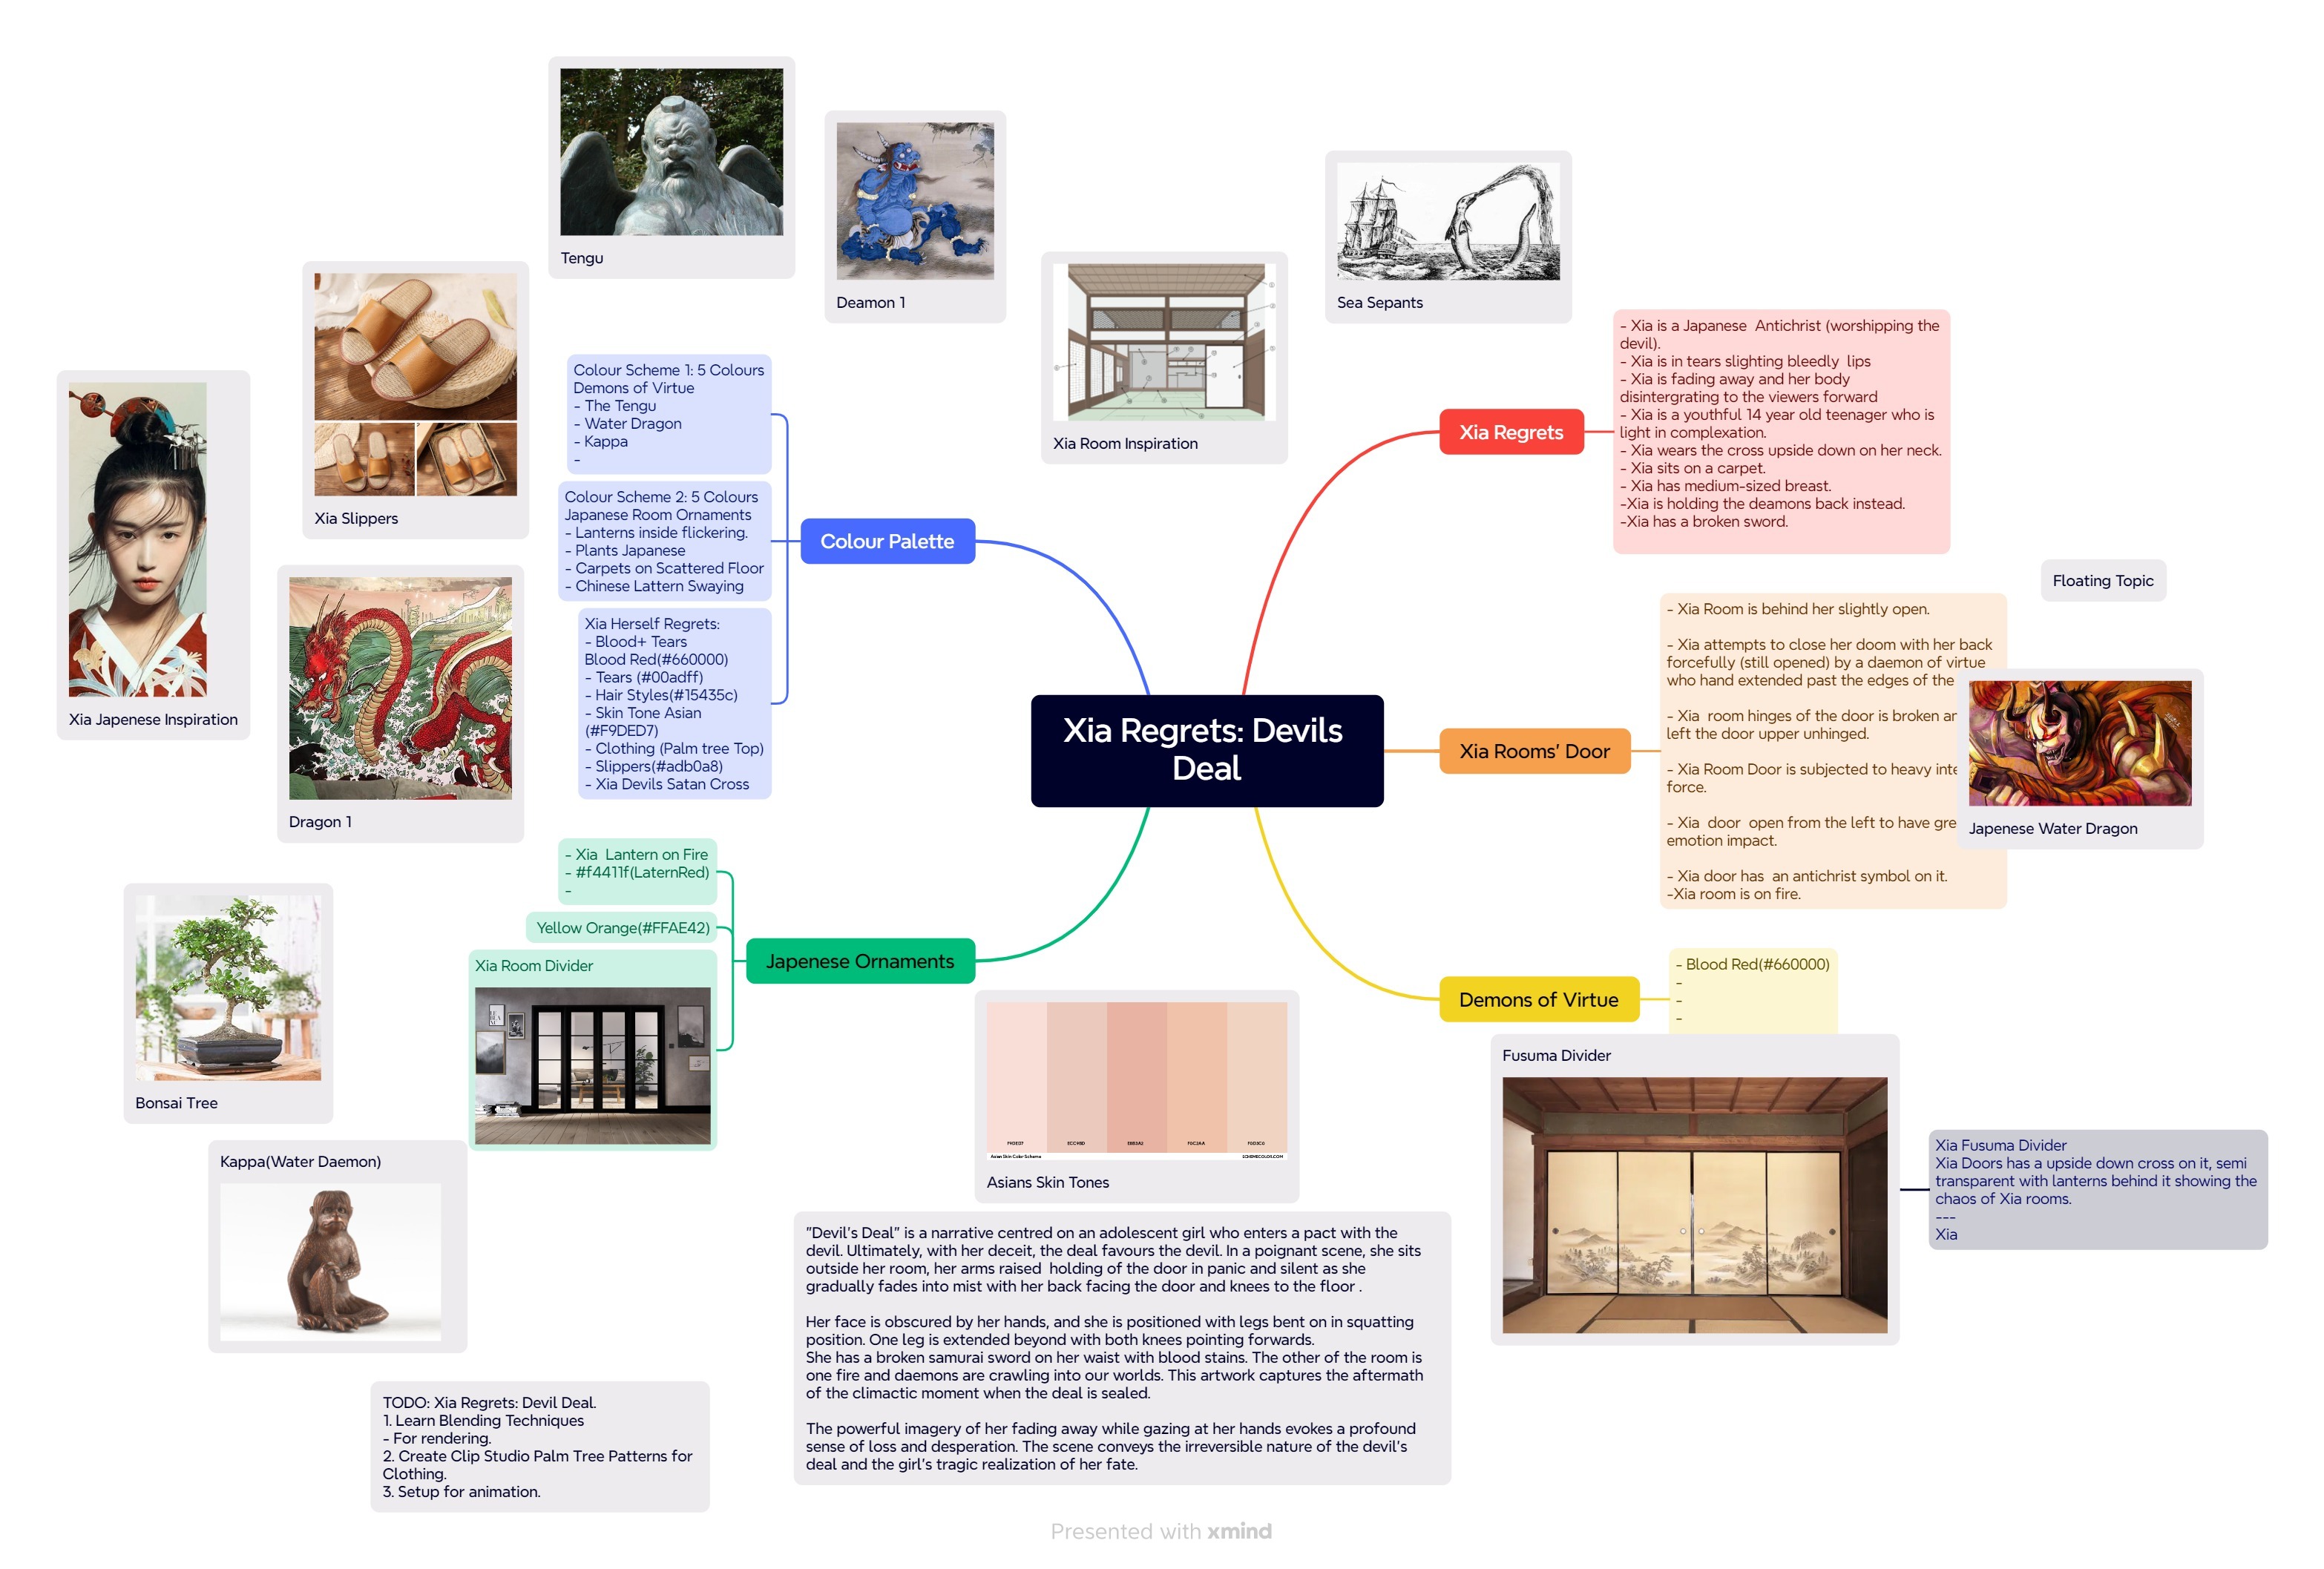 Tengu
Deamon 1
Sea Sepants
Xia Room Inspiration
Xia Slippers
Xia Japenese Inspiration
Dragon 1
Colour Scheme 1: 5 Colours
Demons of Virtue
- The Tengu
- Water Dragon
- Kappa
-
Colour Scheme 2: 5 Colours
Japanese Room Ornaments
- Lanterns inside flickering.
- Plants Japanese
- Carpets on Scattered Floor
- Chinese Lattern Swaying
Xia Herself Regrets:
- Blood+ Tears
Blood Red(#660000)
- Tears (#00adff)
- Hair Styles(#15435c)
- Skin Tone Asian
(#F9DED7)
- Clothing (Palm tree Top)
- Slippers(#adb0a8)
- Xia Devils Satan Cross
Colour Palette
Xia Regrets
- Xia is a Japanese  Antichrist (worshipping the
devil).
- Xia is in tears slighting bleedly  lips
- Xia is fading away and her body
disintergrating to the viewers forward
- Xia is a youthful 14 year old teenager who is
light in complexation.
- Xia wears the cross upside down on her neck.
- Xia sits on a carpet.
- Xia has medium-sized breast.
-Xia is holding the deamons back instead.
-Xia has a broken sword.
Floating Topic
Xia Regrets: Devils
Deal
Xia Rooms' Door
- Xia Room is behind her slightly open.
- Xia attempts to close her doom with her back
forcefully (still opened) by a daemon of virtue
who hand extended past the edges of the
- Xia  room hinges of the door is broken
left the door upper unhinged.
- Xia Room Door is subjected to heavy
force.
- Xia  door  open from the left to have
emotion impact.
- Xia door has  an antichrist symbol on it.
-Xia room is on fire.
Japenese Water Dragon
- Xia  Lantern on Fire
- #f4411f(LaternRed)
-
Yellow Orange(#FFAE42)
Xia Room Divider
Japenese Ornaments
Demons of Virtue
- Blood Red(#660000)
-
-
-
Bonsai Tree
Kappa(Water Daemon)
F9DED7
Asian Skin Color Scheme
SCHEMECOLOR.COM
Asians Skin Tones
Fusuma Divider
Xia Fusuma Divider
Xia Doors has a upside down cross on it, semi
transparent with lanterns behind it showing the
chaos of Xia rooms.
---
Xia
"Devil's Deal" is a narrative centred on an adolescent girl who enters a pact with the
devil. Ultimately, with her deceit, the deal favours the devil. In a poignant scene, she sits
outside her room, her arms raised  holding of the door in panic and silent as she
gradually fades into mist with her back facing the door and knees to the floor .
Her face is obscured by her hands, and she is positioned with legs bent on in squatting
position. One leg is extended beyond with both knees pointing forwards.
She has a broken samurai sword on her waist with blood stains. The other of the room is
one fire and daemons are crawling into our worlds. This artwork captures the aftermath
of the climactic moment when the deal is sealed.
The powerful imagery of her fading away while gazing at her hands evokes a profound
sense of loss and desperation. The scene conveys the irreversible nature of the devil's
deal and the girl's tragic realization of her fate.
TODO: Xia Regrets: Devil Deal.
1. Learn Blending Techniques
- For rendering.
2. Create Clip Studio Palm Tree Patterns for
Clothing.
3. Setup for animation.
Presented with xmind